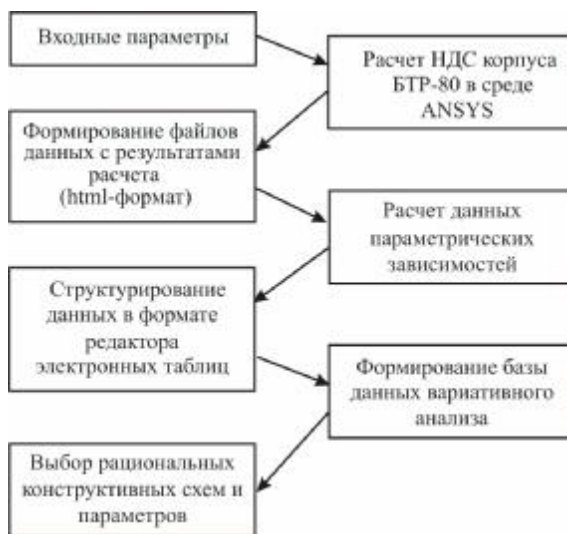 Входные параметры
Расчет НДС корпуса
БТР-80 в среде
ANSYS
Формирование файлов
данных с результатами
расчета
(html-формат)
Расчет данных
параметрических
зависимостей
Структурирование
данных в формате
редактора
электронных таблиц
Формирование базы
данных вариативного
анализа
Выбор рациональных
конструктивных схем и
параметров